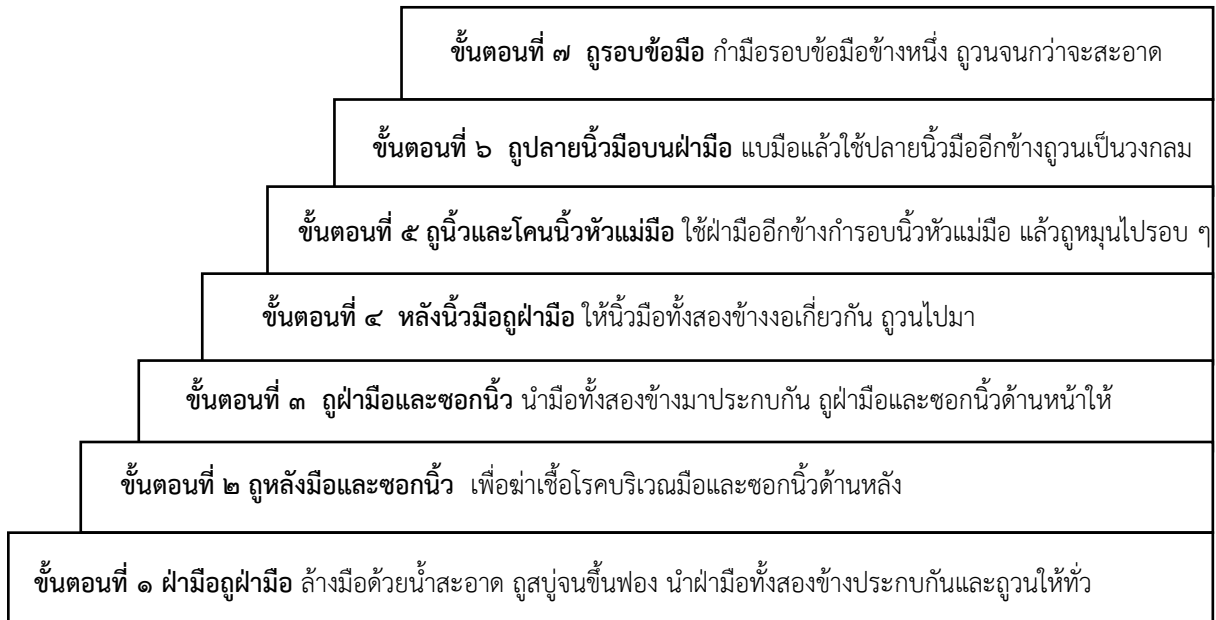 ขั้นตอนที่ ๗ ถูรอบข้อมือ กำมือรอบข้อมือข้างหนึ่ง ถูวนจนกว่าจะสะอาด
ขั้นตอนที่ ๖ ถูปลายนิ้วมือบนฝ่ามือ แบมือแล้วใช้ปลายนิ้วมืออีกข้างถูวนเป็นวงกลม
ขั้นตอนที่ ๕ ถูนิ้วและโคนนิ้วหัวแม่มือ ใช้ฝ่ามืออีกข้างกำรอบนิ้วหัวแม่มือ แล้วถูหมุนไปรอบ ๆ
ขั้นตอนที่ ๔ หลังนิ้วมือถูฝ่ามือ ให้นิ้วมือทั้งสองข้างงอเกี่ยวกัน ถูวนไปมา
ขั้นตอนที่ ๓ ถูฝ่ามือและซอกนิ้ว นำมือทั้งสองข้างมาประกบกัน ถูฝ่ามือและซอกนิ้วด้านหน้าให้
ขั้นตอนที่ ๒ ถูหลังมือและซอกนิ้ว เพื่อฆ่าเชื้อโรคบริเวณมือและซอกนิ้วด้านหลัง
ขั้นตอนที่ ๑ ฝ่ามือถูฝ่ามือ ล้างมือด้วยน้ำสะอาด ถูสบู่จนขึ้นฟอง นำฝ่ามือทั้งสองข้างประกบกันและถูวนให้ทั่ว